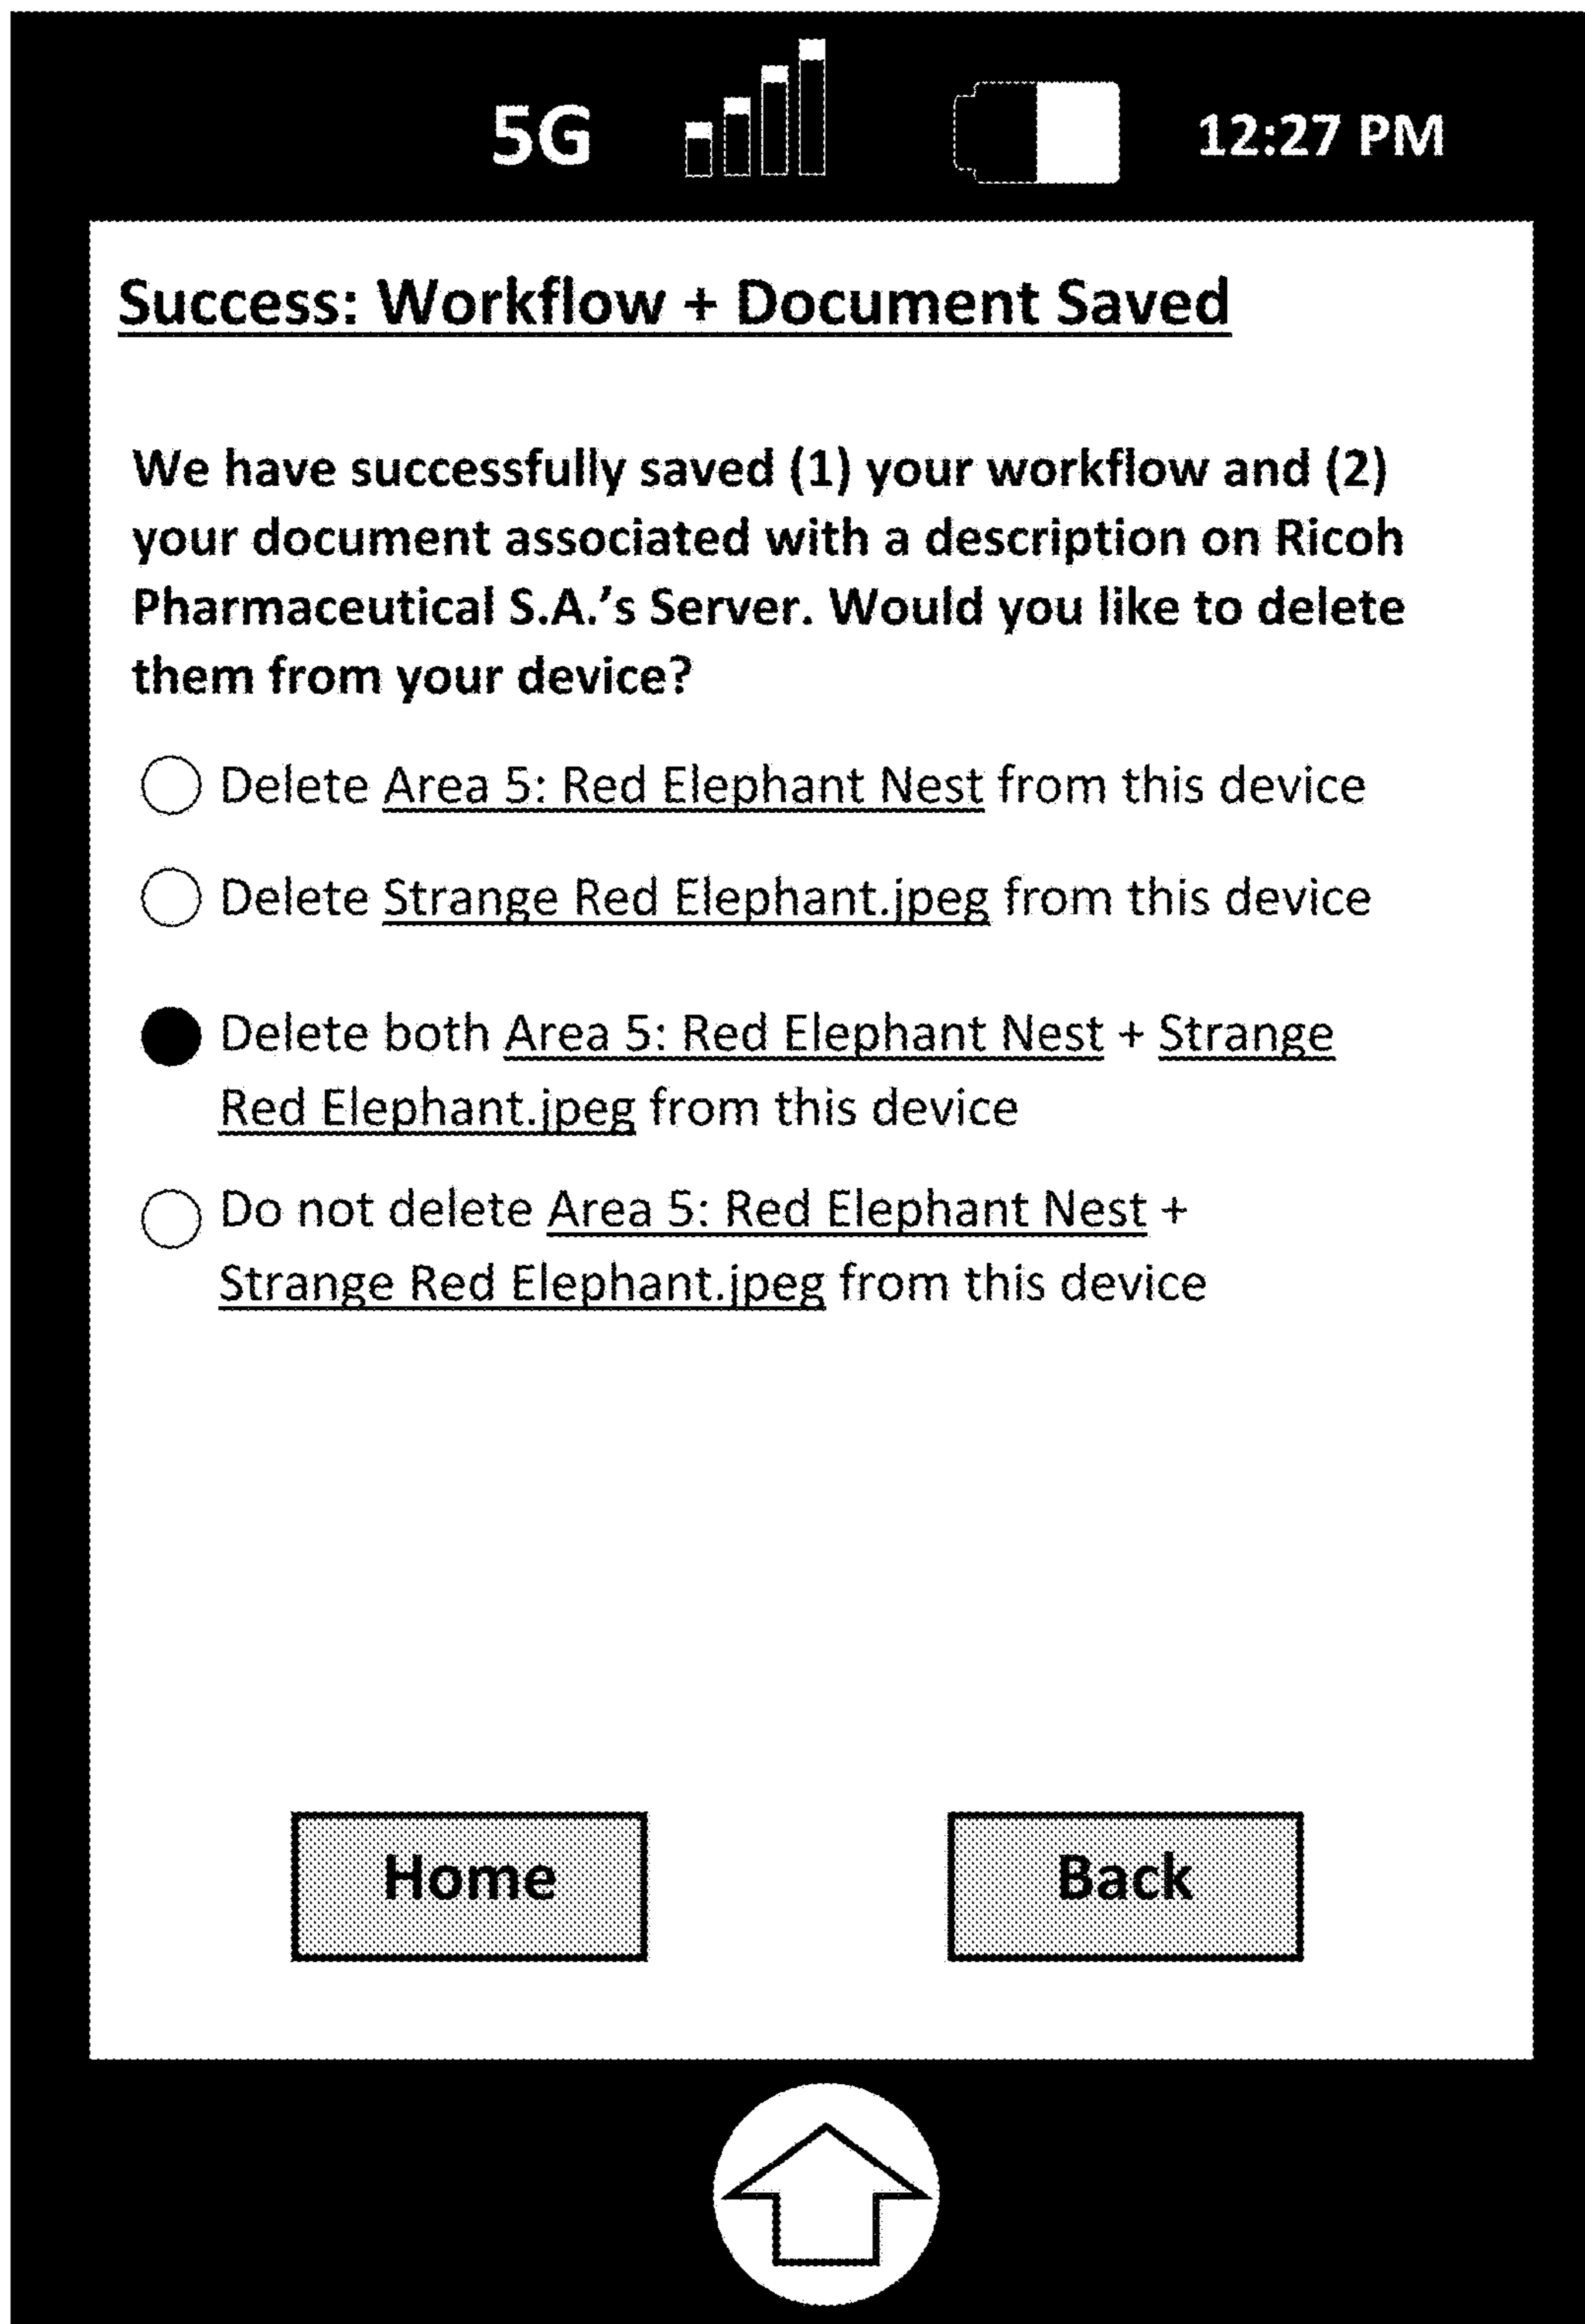 5G 12:27 PM
Success: Workflow + Document Saved
We have successfully saved (1) your workflow and (2)
your document associated with a description on Ricoh
Pharmaceutical S.A.’s Server. Would you like to delete
them from your device?
Delete Area 5: Red Elephant Nest from this device
Delete Strange Red Elephant.jpeg from this device
Delete both Area 5: Red Elephant Nest + Strange
Red Elephant.jpeg from this device
Do not delete Area 5: Red Elephant Nest +
Strange Red Elephant.jpeg from this device
Home Back